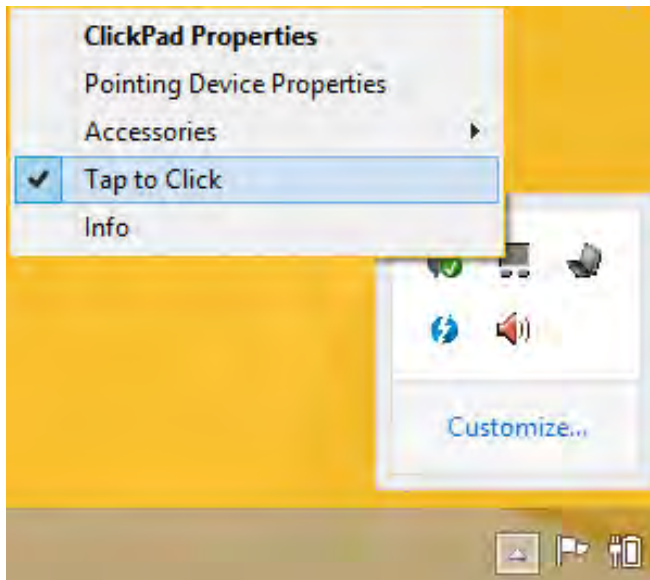 ClickPad Properties
Pointing Device Properties
Accessories
Tap to Click
Info
Customize...